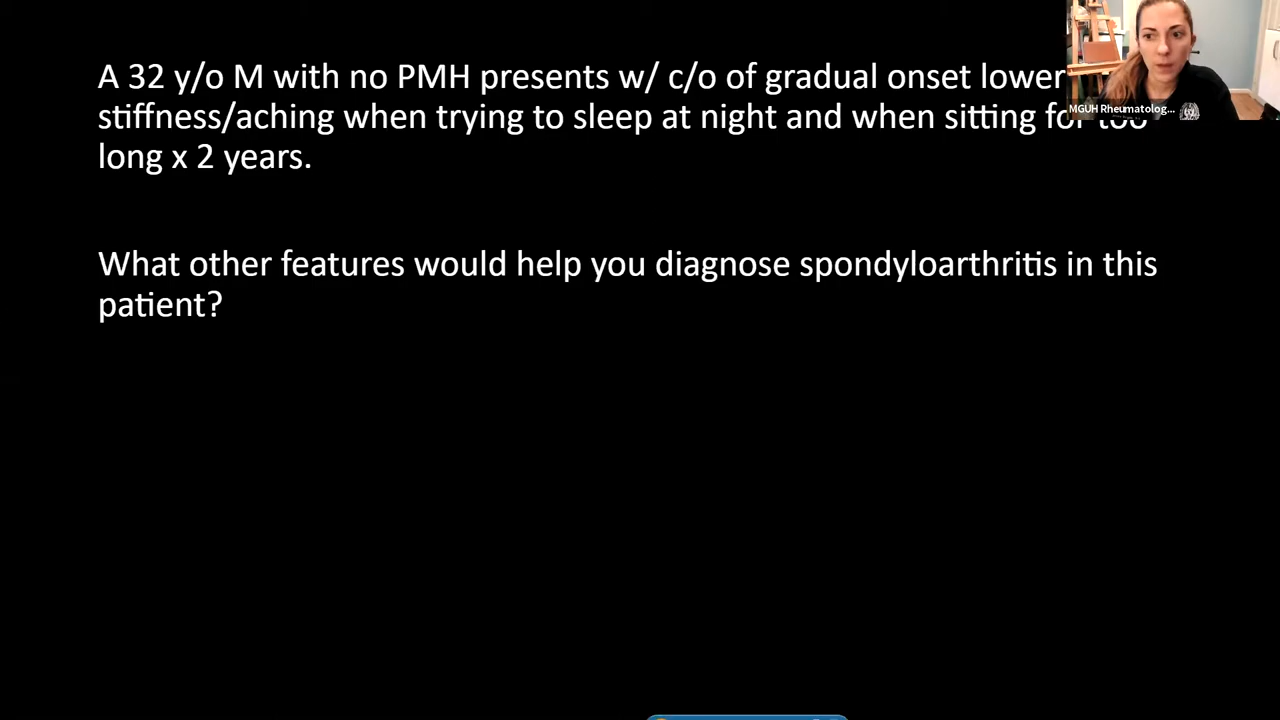 A 32 y/o M with no PMH presents w/ c/o of gradual onset lower
stiffness/aching when trying to sleep at night and when sitting for too
long x 2 years.
What other features would help you diagnose spondyloarthritis in this
patient?
MGUH Rheumatolog...